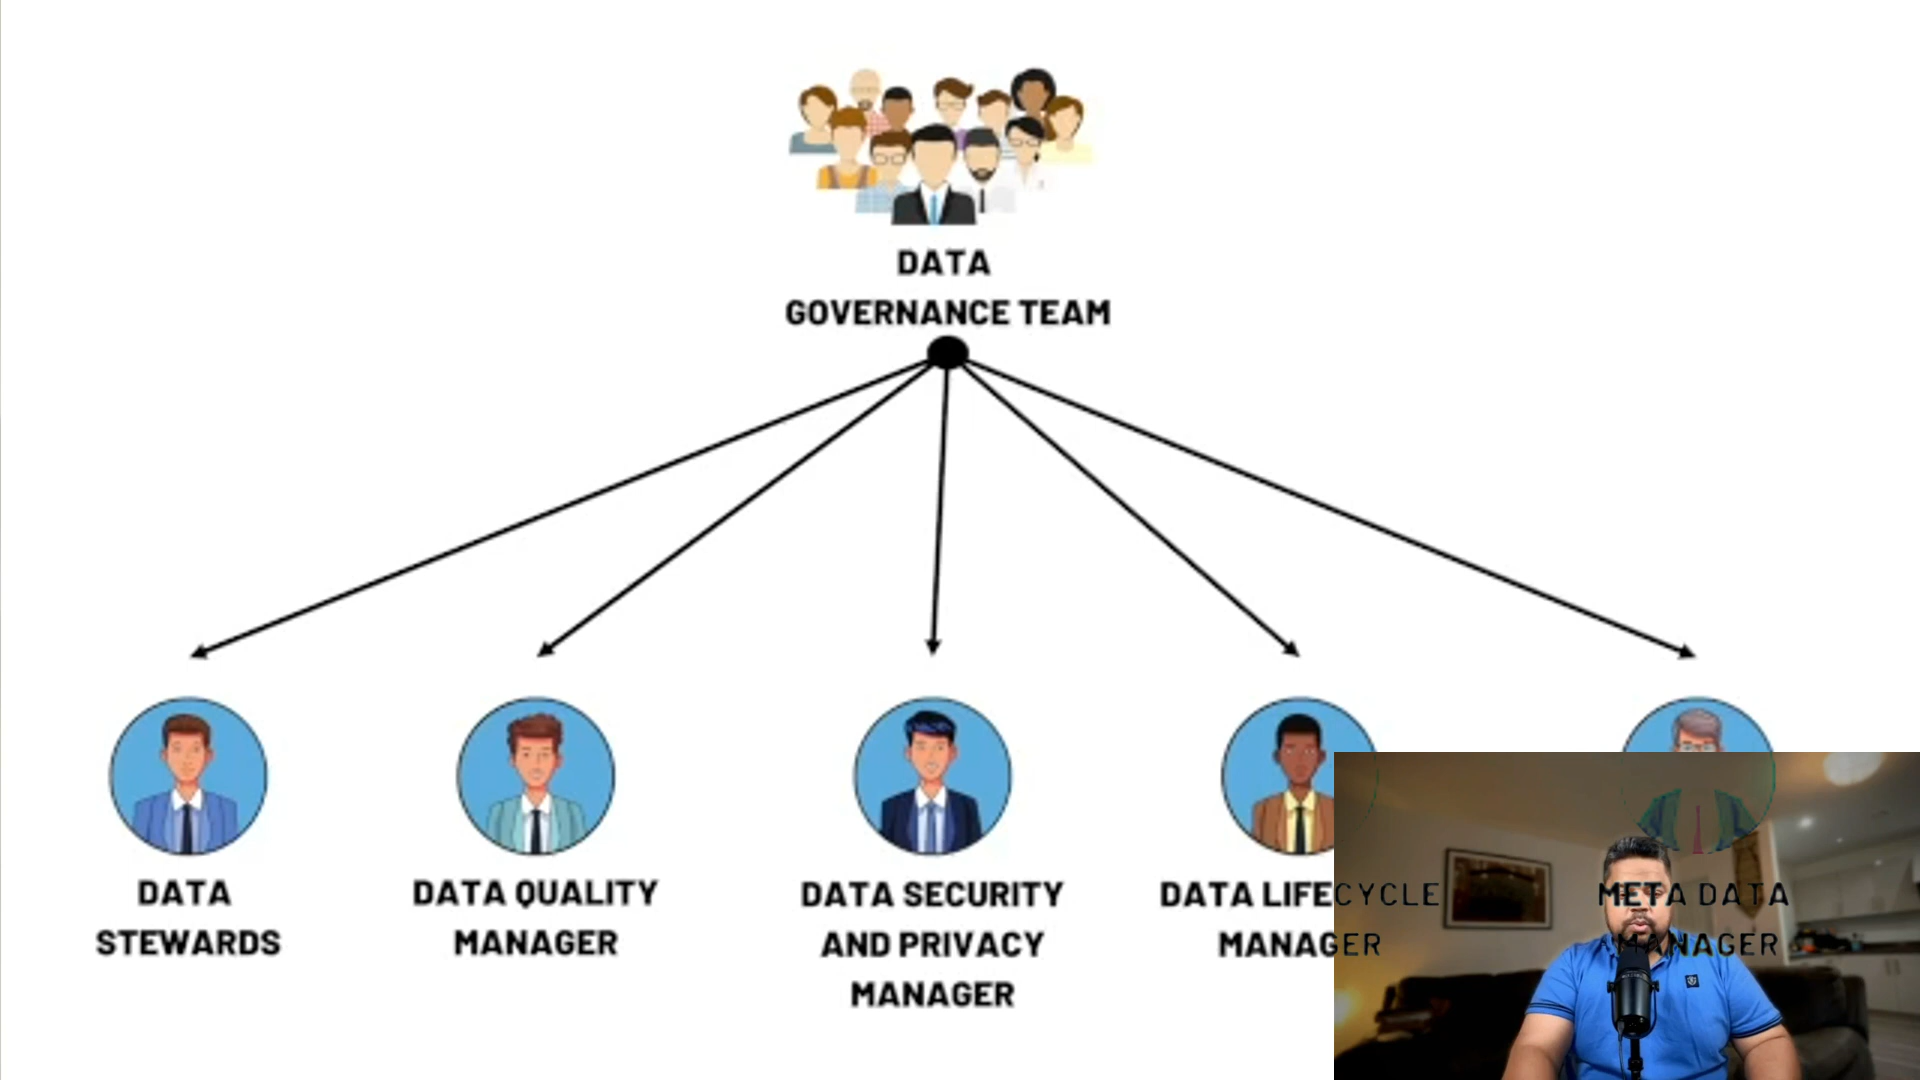 DATA
GOVERNANCE TEAM
DATA
STEWARDS
DATA QUALITY
MANAGER
DATA SECURITY
AND PRIVACY
MANAGER
DATA LIFECYCLE
MANAGER
META DATA
MANAGER